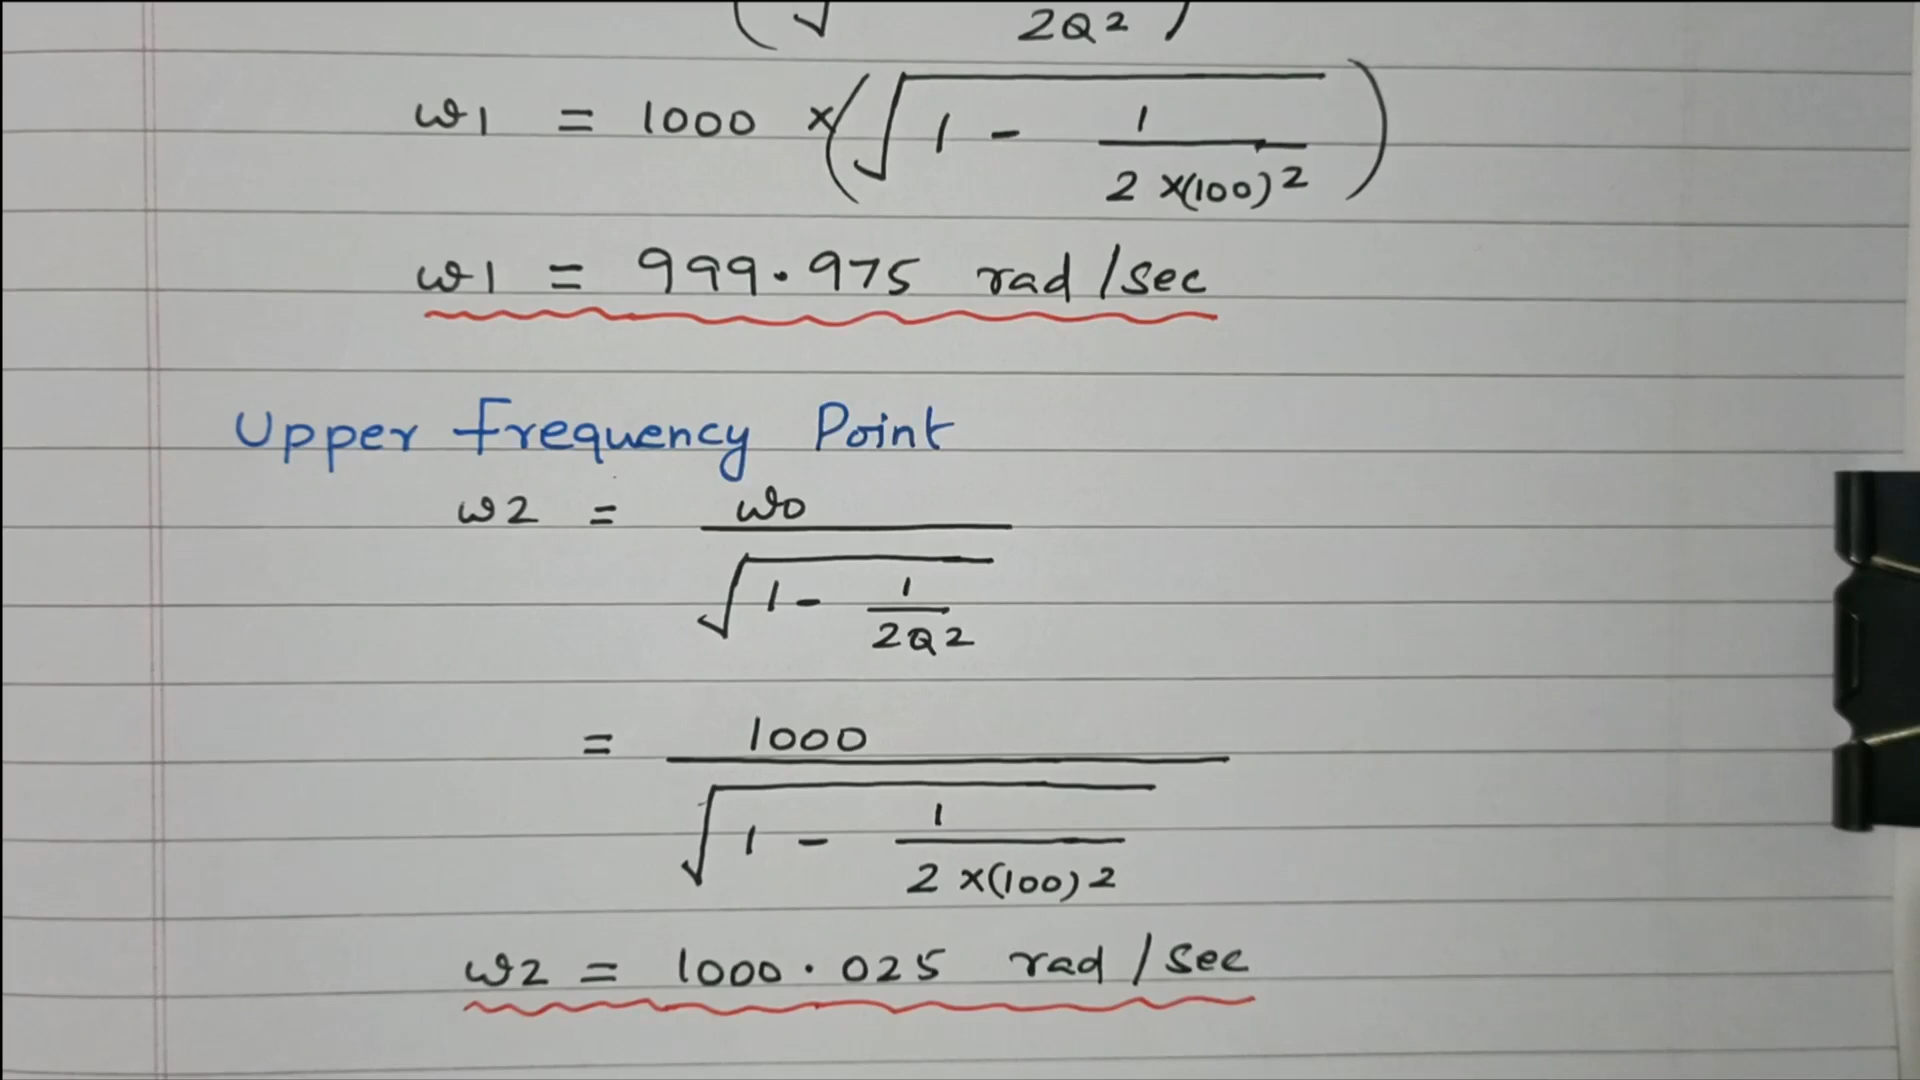 ( √ 2Q2 )
ω1 = 1000 × ( √ 1 - 1 / 2 ×(100)2 )
ω1 = 999.975 rad/sec
Upper Frequency Point
ω2 = ω0 / √ 1 - 1 / 2Q2
= 1000 / √ 1 - 1 / 2 ×(100)2
ω2 = 1000.025 rad/sec